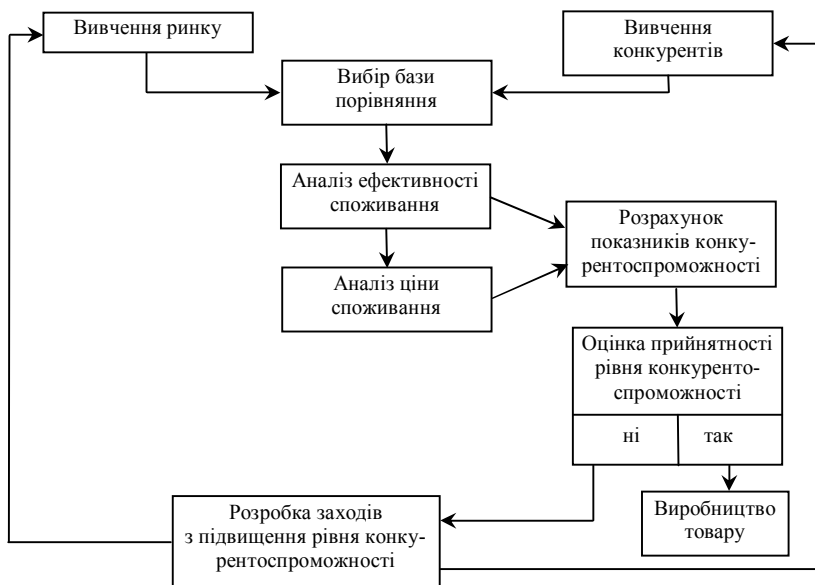 Вивчення ринку
Вивчення
конкурентів
Вибір бази
порівняння
Аналіз ефективності
споживання
Розрахунок
показників конку-
рентоспроможності
Аналіз ціни
споживання
Оцінка прийнятності
рівня конкуренто-
спроможності
ні
так
Виробництво
товару
Розробка заходів
з підвищення рівня конку-
рентоспроможності